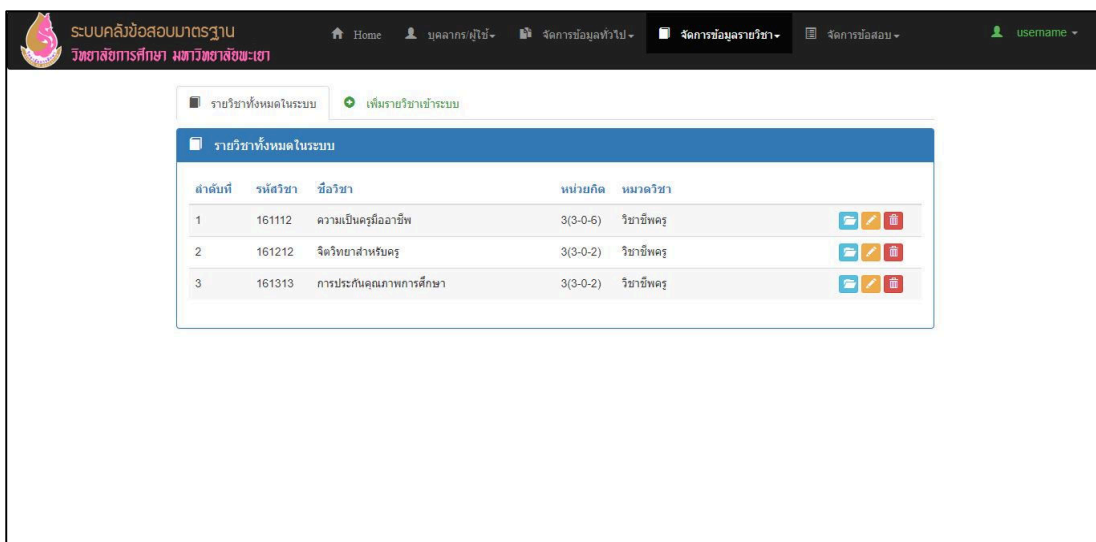 ระบบคลังข้อสอบมาตรฐาน
วิทยาลัยการศึกษา มหาวิทยาลัยพะเยา
Home บุคลากร/ผู้ใช้ จัดการข้อมูลทั่วไป จัดการข้อมูลรายวิชา จัดการข้อสอบ username
รายวิชาทั้งหมดในระบบ เพิ่มรายวิชาเข้าระบบ
รายวิชาทั้งหมดในระบบ
ลำดับที่ รหัสวิชา ชื่อวิชา หน่วยกิต หมวดวิชา
1 161112 ความเป็นครูมืออาชีพ 3(3-0-6) วิชาชีพครู
2 161212 จิตวิทยาสำหรับครู 3(3-0-2) วิชาชีพครู
3 161313 การประกันคุณภาพการศึกษา 3(3-0-2) วิชาชีพครู